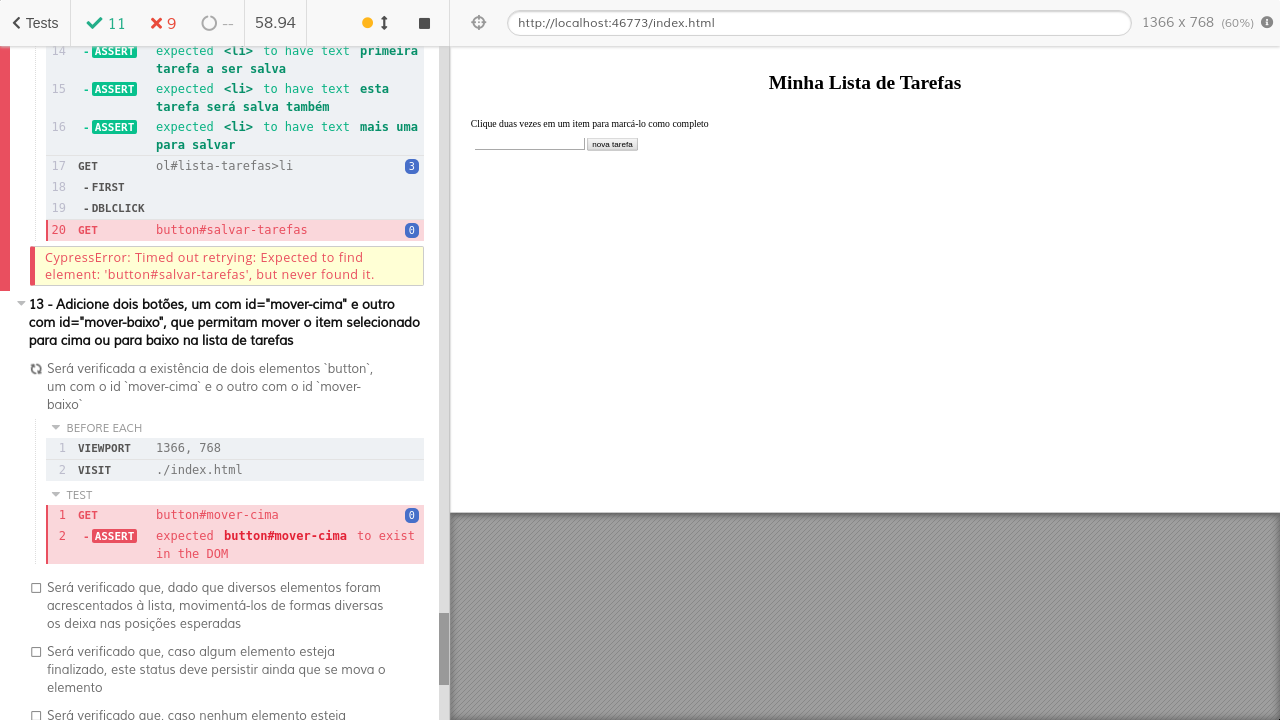 Tests
11
9
--
58.94
http://localhost:46773/index.html
1366 x 768 (60%)
14 - ASSERT expected <li> to have text primeira
tarefa a ser salva
15 - ASSERT expected <li> to have text esta
tarefa será salva também
16 - ASSERT expected <li> to have text mais uma
para salvar
17 GET ol#lista-tarefas>li 3
18 - FIRST
19 - DBLCLICK
20 GET button#salvar-tarefas 0
CypressError: Timed out retrying: Expected to find
element: 'button#salvar-tarefas', but never found it.
13 - Adicione dois botões, um com id="mover-cima" e outro
com id="mover-baixo", que permitam mover o item selecionado
para cima ou para baixo na lista de tarefas
Será verificada a existência de dois elementos `button`,
um com o id `mover-cima` e o outro com o id `mover-
baixo`
BEFORE EACH
1 VIEWPORT 1366, 768
2 VISIT ./index.html
TEST
1 GET button#mover-cima 0
2 - ASSERT expected button#mover-cima to exist
in the DOM
Será verificado que, dado que diversos elementos foram
acrescentados à lista, movimentá-los de formas diversas
os deixa nas posições esperadas
Será verificado que, caso algum elemento esteja
finalizado, este status deve persistir ainda que se mova o
elemento
Será verificado que, caso nenhum elemento esteja
Minha Lista de Tarefas
Clique duas vezes em um item para marcá-lo como completo
nova tarefa